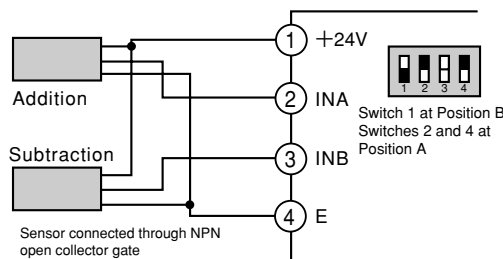 1 +24V
Addition
2 INA
1 2 3 4
Switch 1 at Position B
Switches 2 and 4 at
Position A
Subtraction
3 INB
4 E
Sensor connected through NPN
open collector gate